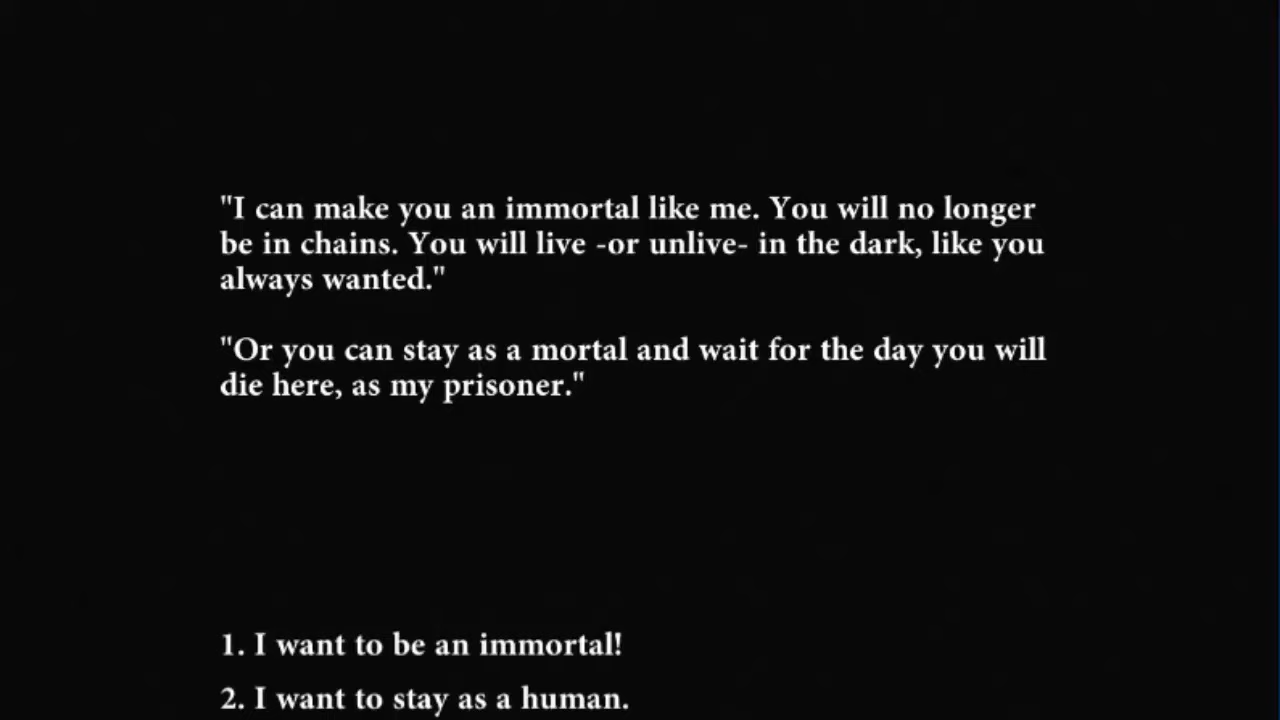 "I can make you an immortal like me. You will no longer
be in chains. You will live -or unlive- in the dark, like you
always wanted."
"Or you can stay as a mortal and wait for the day you will
die here, as my prisoner."
1. I want to be an immortal!
2. I want to stay as a human.